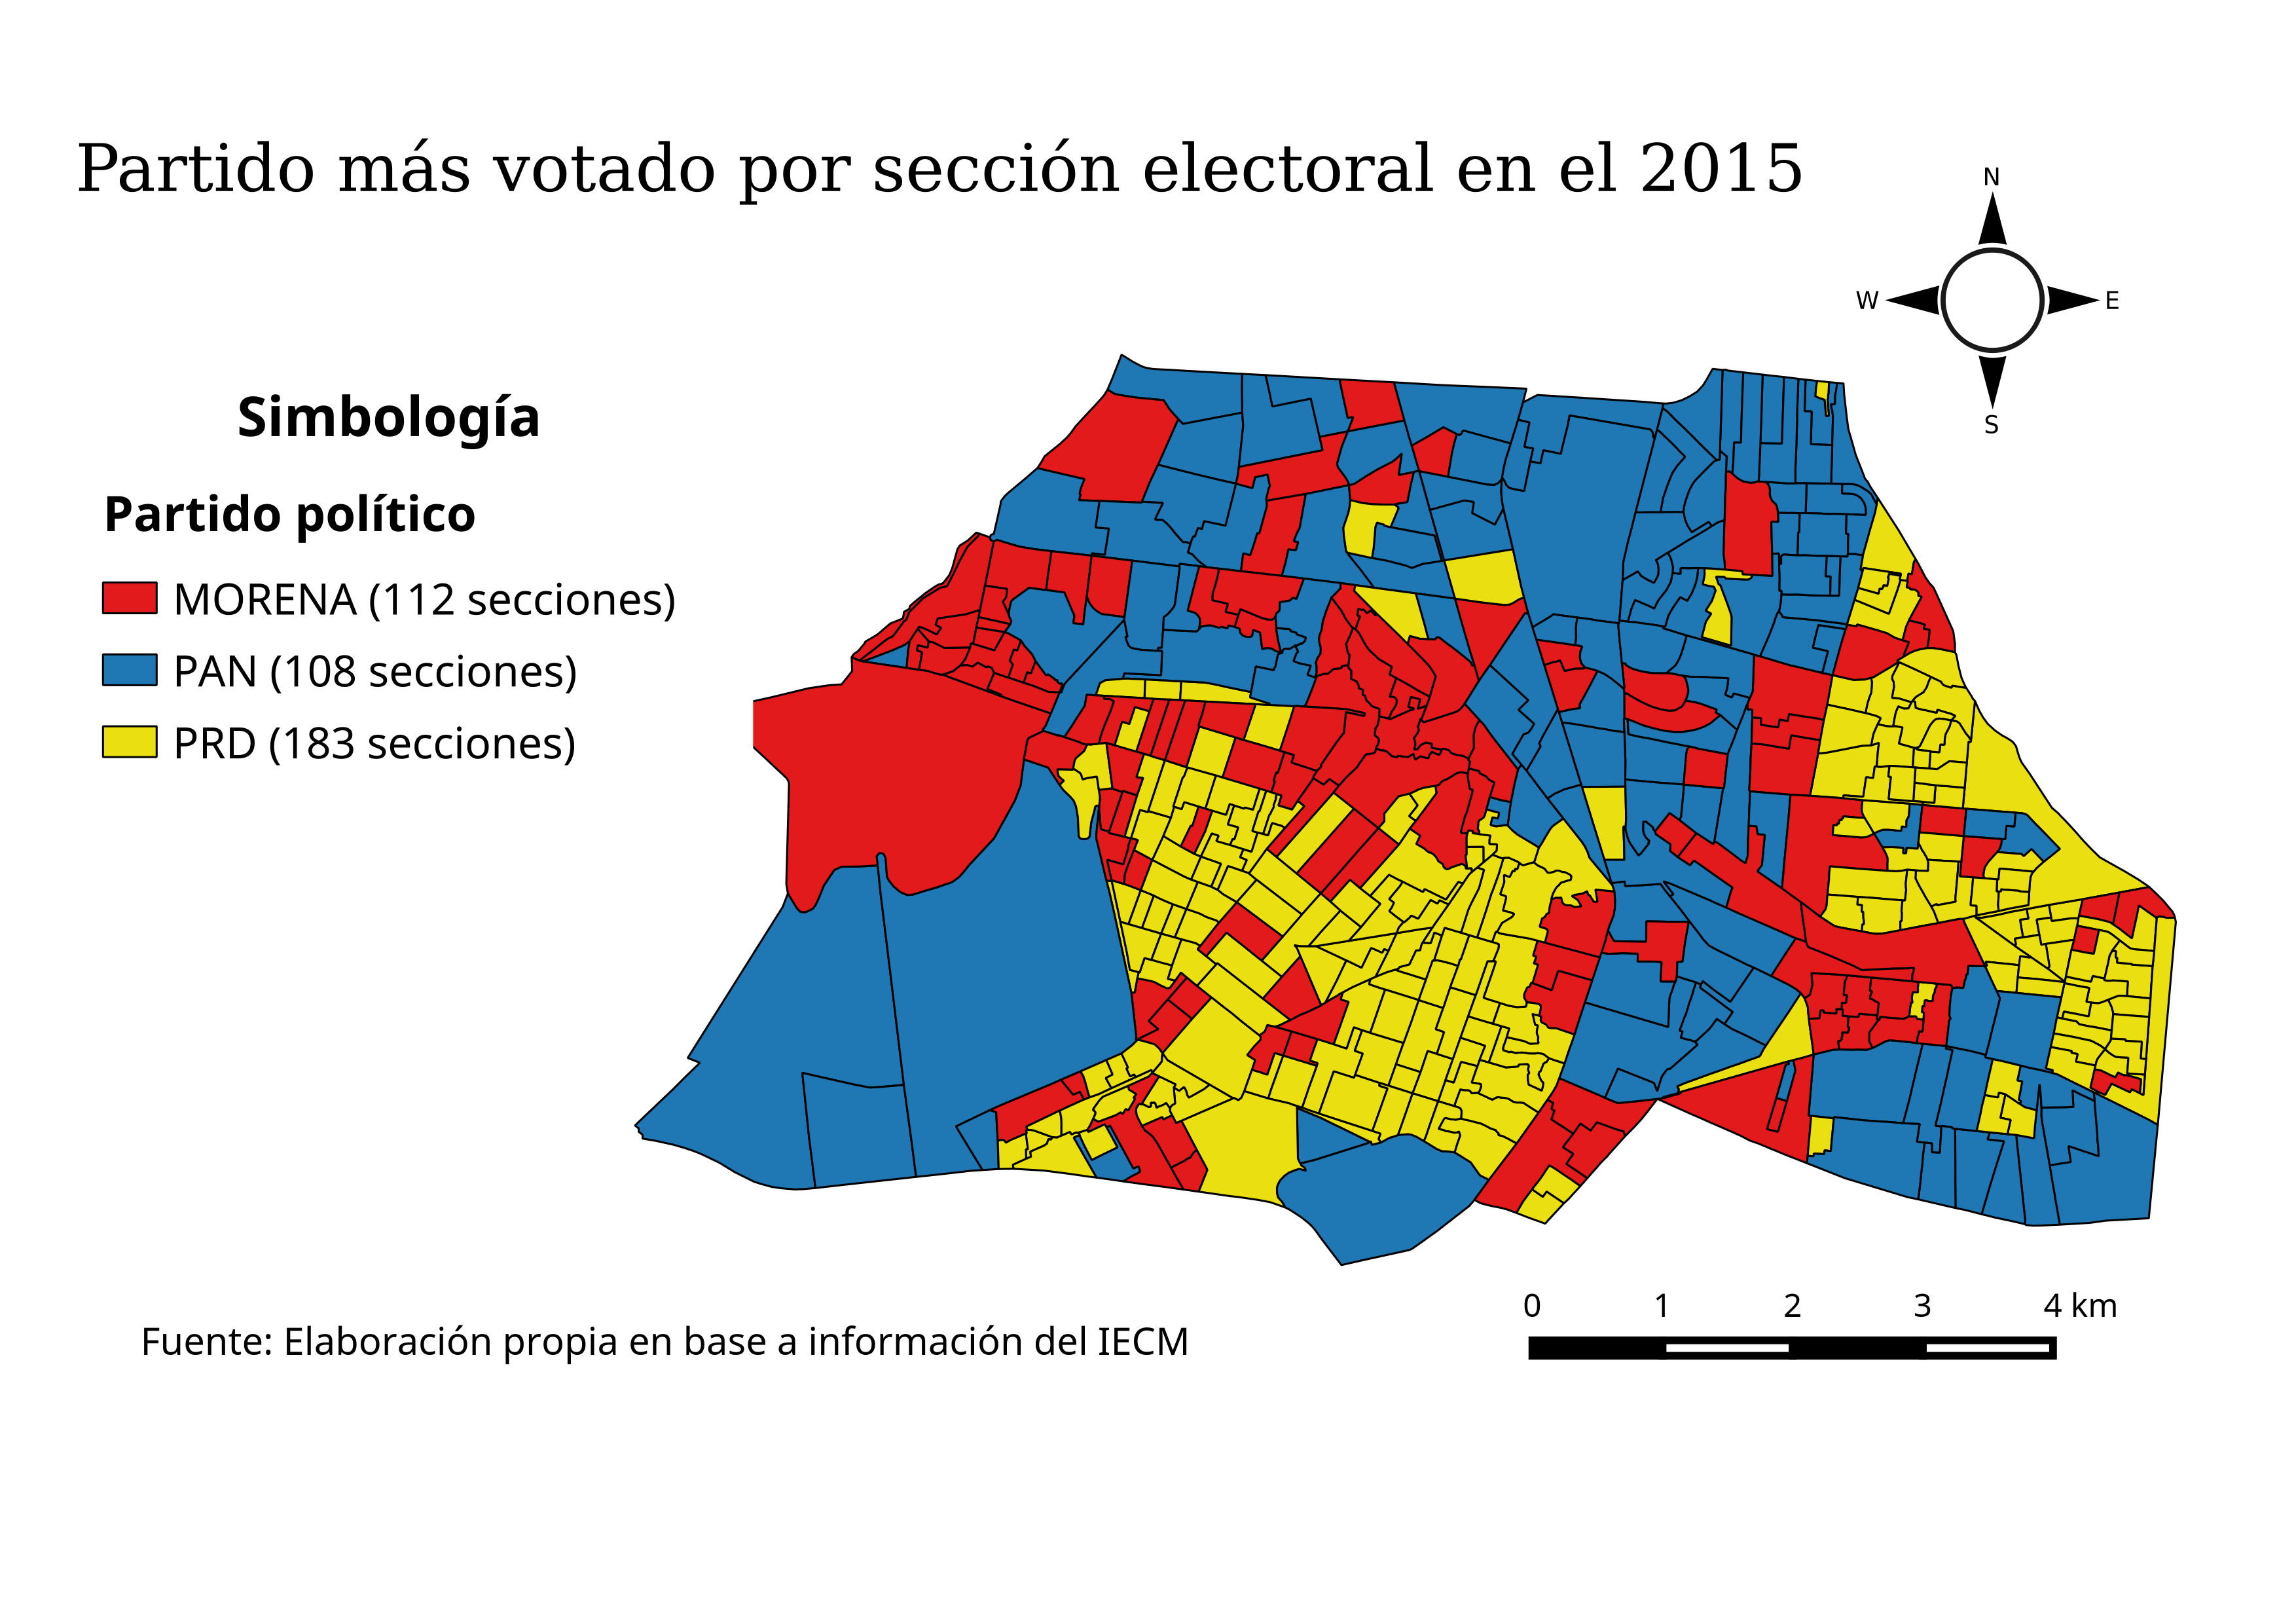 Partido más votado por sección electoral en el 2015
N
W
E
S
Simbología
Partido político
MORENA (112 secciones)
PAN (108 secciones)
PRD (183 secciones)
0 1 2 3 4 km
Fuente: Elaboración propia en base a información del IECM